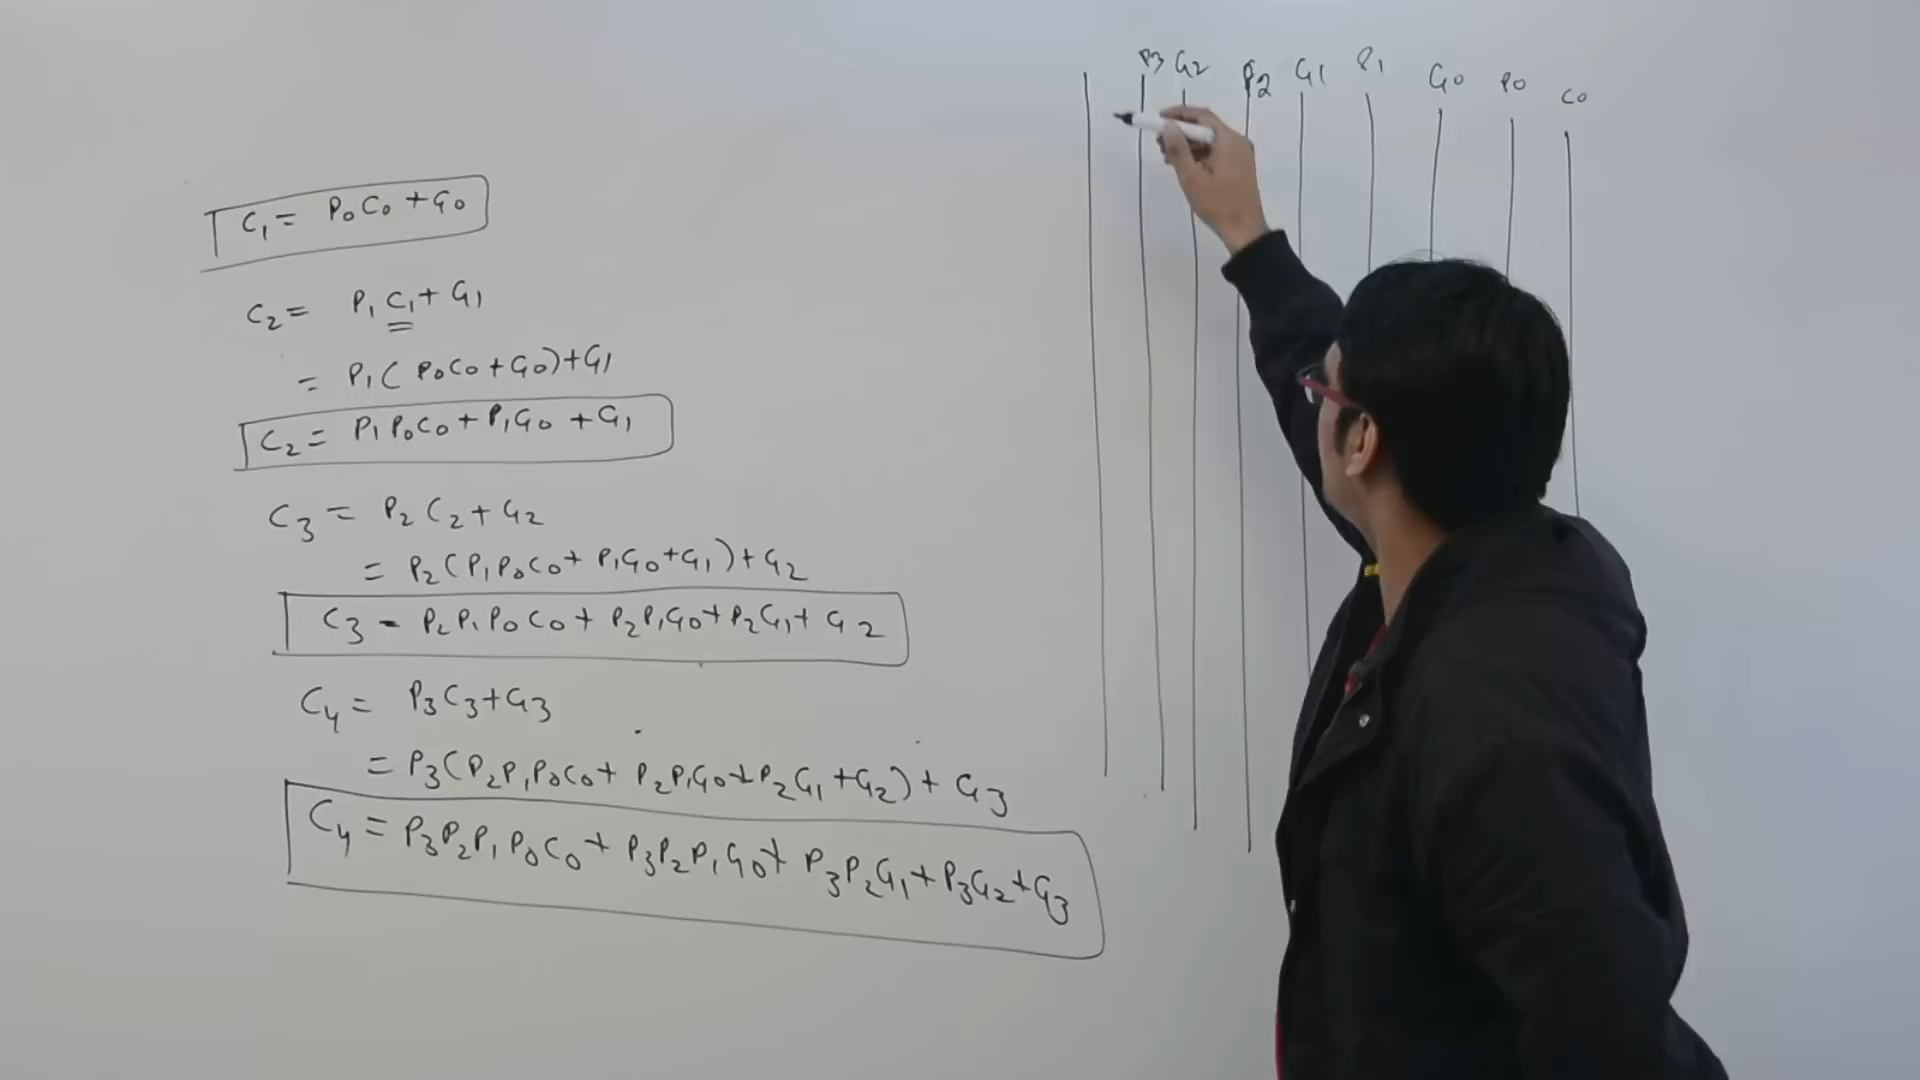 P3 G2 P2 G1 P1 G0 P0 C0
C₁ = P₀C₀ + G₀
C₂ = P₁C₁ + G₁
= P₁(P₀C₀ + G₀) + G₁
C₂ = P₁P₀C₀ + P₁G₀ + G₁
C₃ = P₂C₂ + G₂
= P₂(P₁P₀C₀ + P₁G₀ + G₁) + G₂
C₃ = P₂P₁P₀C₀ + P₂P₁G₀ + P₂G₁ + G₂
C₄ = P₃C₃ + G₃
= P₃(P₂P₁P₀C₀ + P₂P₁G₀ + P₂G₁ + G₂) + G₃
C₄ = P₃P₂P₁P₀C₀ + P₃P₂P₁G₀ + P₃P₂G₁ + P₃G₂ + G₃